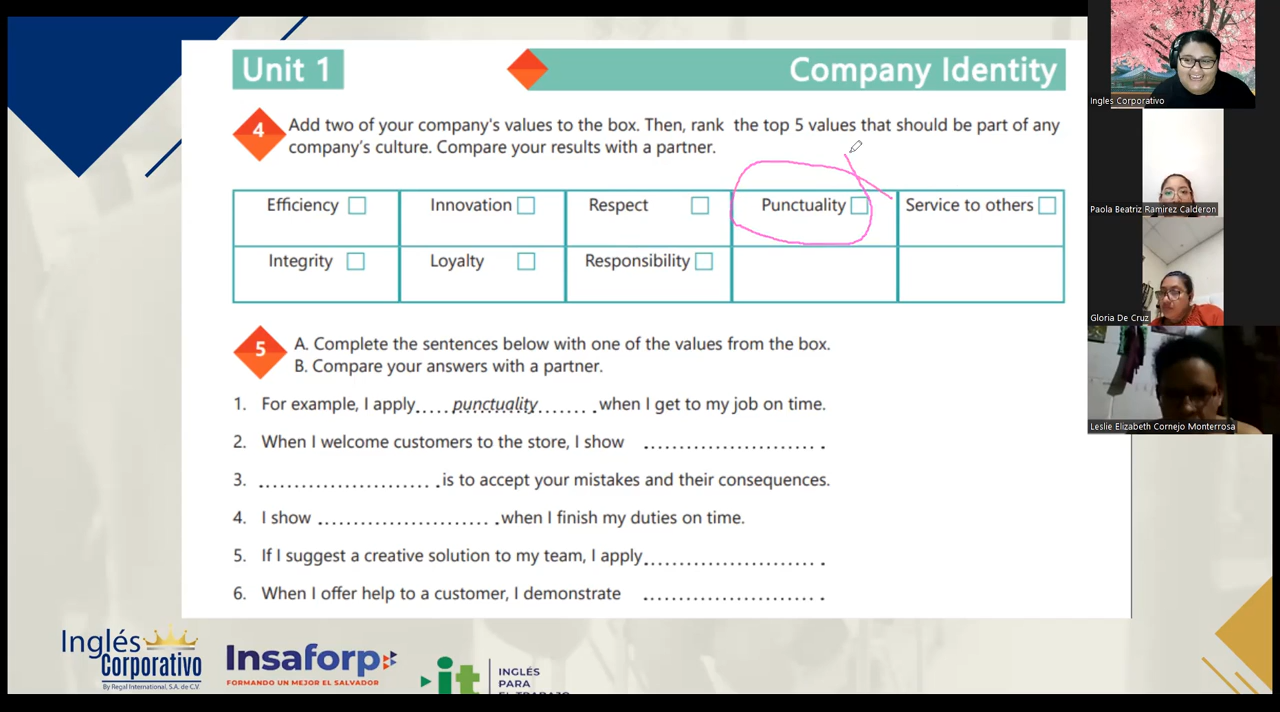 Unit 1
Company Identity
4
Add two of your company's values to the box. Then, rank the top 5 values that should be part of any
company's culture. Compare your results with a partner.
Efficiency Innovation Respect Punctuality Service to others
Integrity Loyalty Responsibility
5
A. Complete the sentences below with one of the values from the box.
B. Compare your answers with a partner.
1. For example, I apply.....punctuality....... .when I get to my job on time.
2. When I welcome customers to the store, I show ....................... .
3. ....................... .is to accept your mistakes and their consequences.
4. I show ........................ .when I finish my duties on time.
5. If I suggest a creative solution to my team, I apply....................... .
6. When I offer help to a customer, I demonstrate ....................... .
Inglés
Corporativo
By Regal International, S.A. de C.V.
Insaforp
FORMANDO UN MEJOR EL SALVADOR
it
INGLÉS
PARA
EL TRABAJO
Ingles Corporativo
Paola Beatriz Ramirez Calderon
Gloria De Cruz
Leslie Elizabeth Cornejo Monterrosa